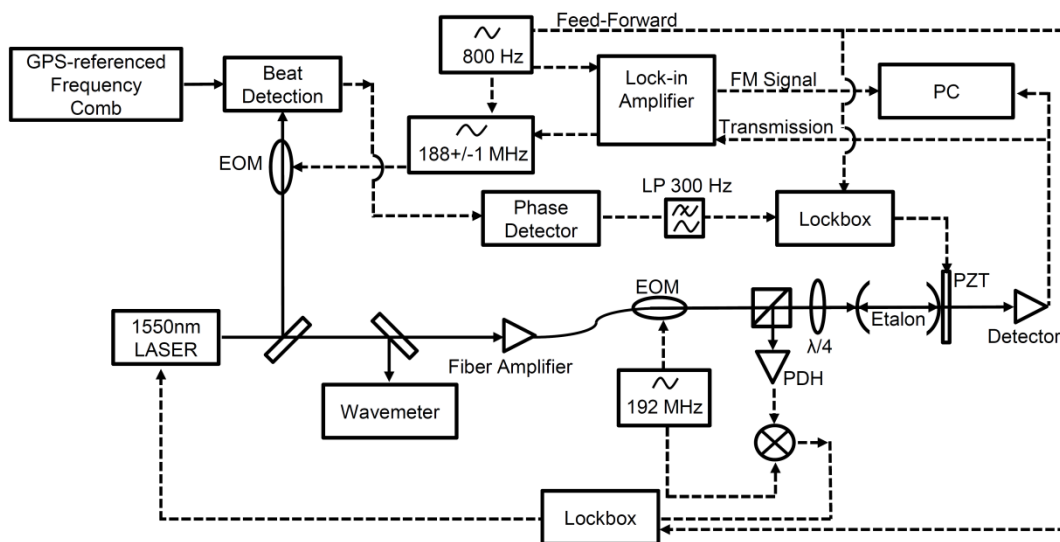 Feed-Forward
800 Hz
GPS-referenced
Frequency
Comb
Beat
Detection
Lock-in
Amplifier
FM Signal
PC
Transmission
188+/-1 MHz
EOM
LP 300 Hz
Phase
Detector
Lockbox
EOM
PZT
1550nm
LASER
Etalon
λ/4
Detector
Fiber Amplifier
PDH
Wavemeter
192 MHz
Lockbox